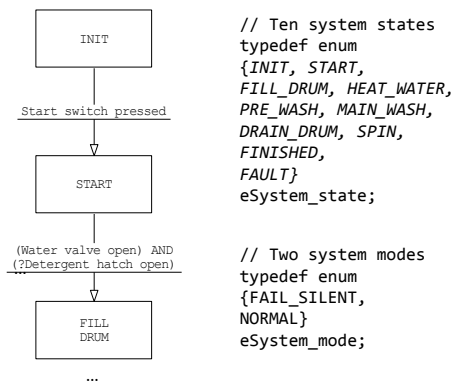 INIT
Start switch pressed
START
(Water valve open) AND
(?Detergent hatch open)
…
FILL
DRUM
…
// Ten system states
typedef enum
{INIT, START,
FILL_DRUM, HEAT_WATER,
PRE_WASH, MAIN_WASH,
DRAIN_DRUM, SPIN,
FINISHED,
FAULT}
eSystem_state;
// Two system modes
typedef enum
{FAIL_SILENT,
NORMAL}
eSystem_mode;